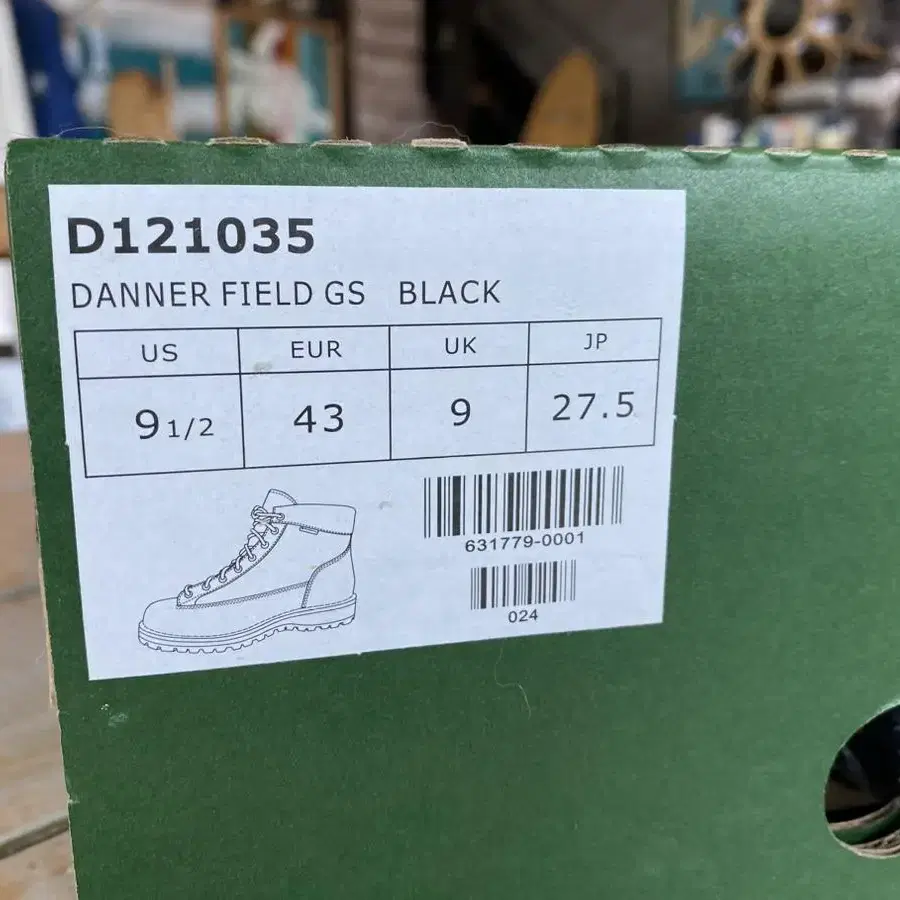 D121035
DANNER FIELD GS BLACK
US EUR UK JP
9 1/2 43 9 27.5
631779-0001
024